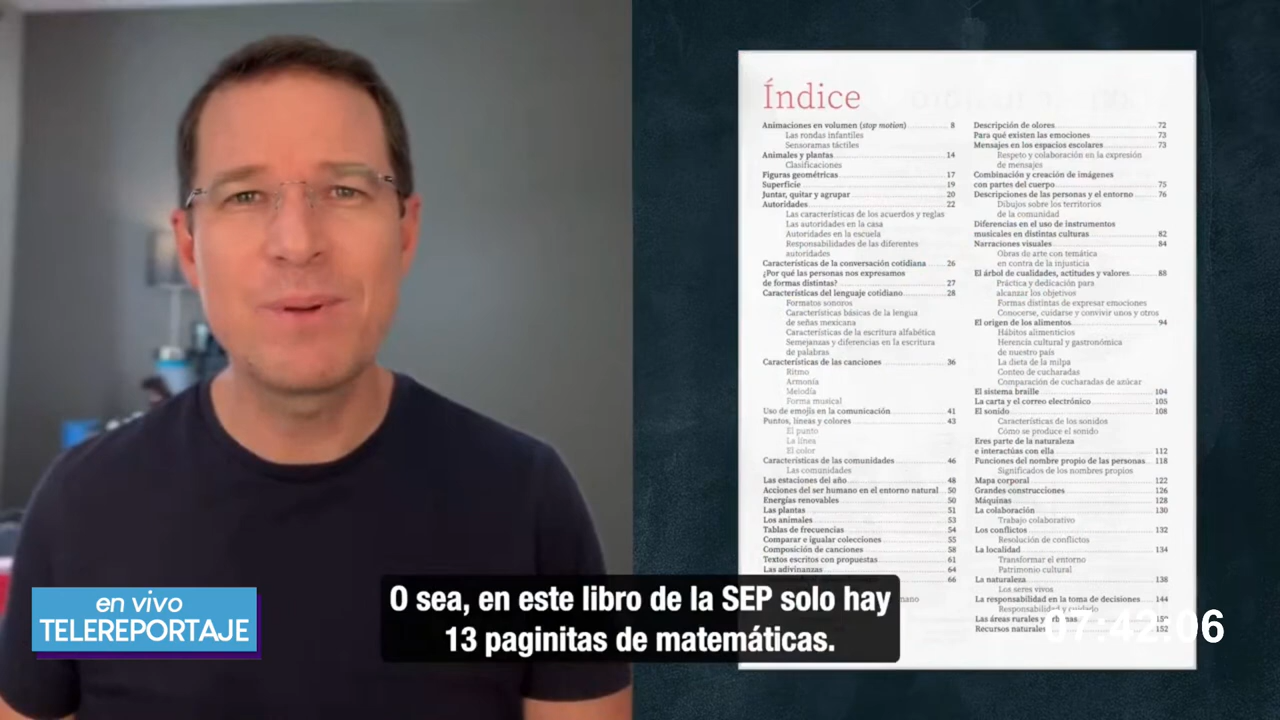 Índice
Animaciones en volumen (stop motion) 8
Las rondas infantiles
Sensoramas táctiles
Animales y plantas 14
Clasificaciones
Figuras geométricas 17
Superficie 19
Juntar, quitar y agrupar 20
Autoridades 22
Las características de los acuerdos y reglas
Las autoridades en la casa
Autoridades en la escuela
Responsabilidades de las diferentes
autoridades
Características de la conversación cotidiana 26
¿Por qué las personas nos expresamos
de formas distintas? 27
Características del lenguaje cotidiano 28
Formatos sonoros
Características básicas de la lengua
de señas mexicana
Características de la escritura alfabética
Semejanzas y diferencias en la escritura
de palabras
Características de las canciones 36
Ritmo
Armonía
Melodía
Forma musical
Uso de emojis en la comunicación 41
Puntos, líneas y colores 43
El punto
La línea
El color
Características de las comunidades 46
Las comunidades
Las estaciones del año 48
Acciones del ser humano en el entorno natural 50
Energías renovables 50
Las plantas 51
Los animales 53
Tablas de frecuencias 54
Comparar e igualar colecciones 55
Composición de canciones 58
Textos escritos con propuestas 61
Las adivinanzas 64
66
Descripción de olores 72
Para qué existen las emociones 73
Mensajes en los espacios escolares 73
Respeto y colaboración en la expresión
de mensajes
Combinación y creación de imágenes
con partes del cuerpo 75
Descripciones de las personas y el entorno 76
Dibujos sobre los territorios
de la comunidad
Diferencias en el uso de instrumentos
musicales en distintas culturas 82
Narraciones visuales 84
Obras de arte con temática
en contra de la injusticia
El árbol de cualidades, actitudes y valores 88
Práctica y dedicación para
alcanzar los objetivos
Formas distintas de expresar emociones
Conocerse, cuidarse y convivir unos y otros
El origen de los alimentos 94
Hábitos alimenticios
Herencia cultural y gastronómica
de nuestro país
La dieta de la milpa
Conteo de cucharadas
Comparación de cucharadas de azúcar
El sistema braille 104
La carta y el correo electrónico 105
El sonido 108
Características de los sonidos
Cómo se produce el sonido
Eres parte de la naturaleza
e interactúas con ella 112
Funciones del nombre propio de las personas 118
Significados de los nombres propios
Mapa corporal 122
Grandes construcciones 126
Máquinas 128
La colaboración 130
Trabajo colaborativo
Los conflictos 132
Resolución de conflictos
La localidad 134
Transformar el entorno
Patrimonio cultural
La naturaleza 138
Los seres vivos
La responsabilidad en la toma de decisiones 144
Responsabilidad y cuidado
Las áreas rurales y
Recursos naturales 152
07:42:06
en vivo
TELEREPORTAJE
O sea, en este libro de la SEP solo hay
13 paginitas de matemáticas.